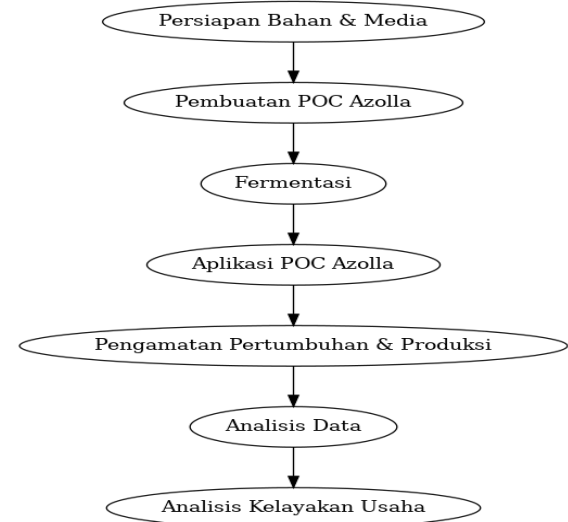 Persiapan Bahan & Media
Pembuatan POC Azolla
Fermentasi
Aplikasi POC Azolla
Pengamatan Pertumbuhan & Produksi
Analisis Data
Analisis Kelayakan Usaha